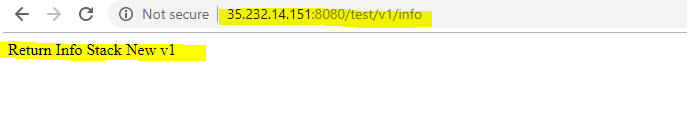 Not secure 35.232.14.151:8080/test/v1/info
Return Info Stack New v1